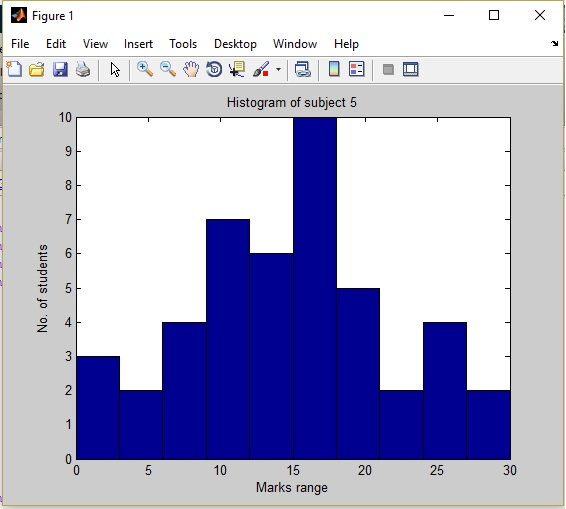 Figure 1
File Edit View Insert Tools Desktop Window Help
Histogram of subject 5
10
9
8
7
6
5
4
3
2
1
0
No. of students
0 5 10 15 20 25 30
Marks range